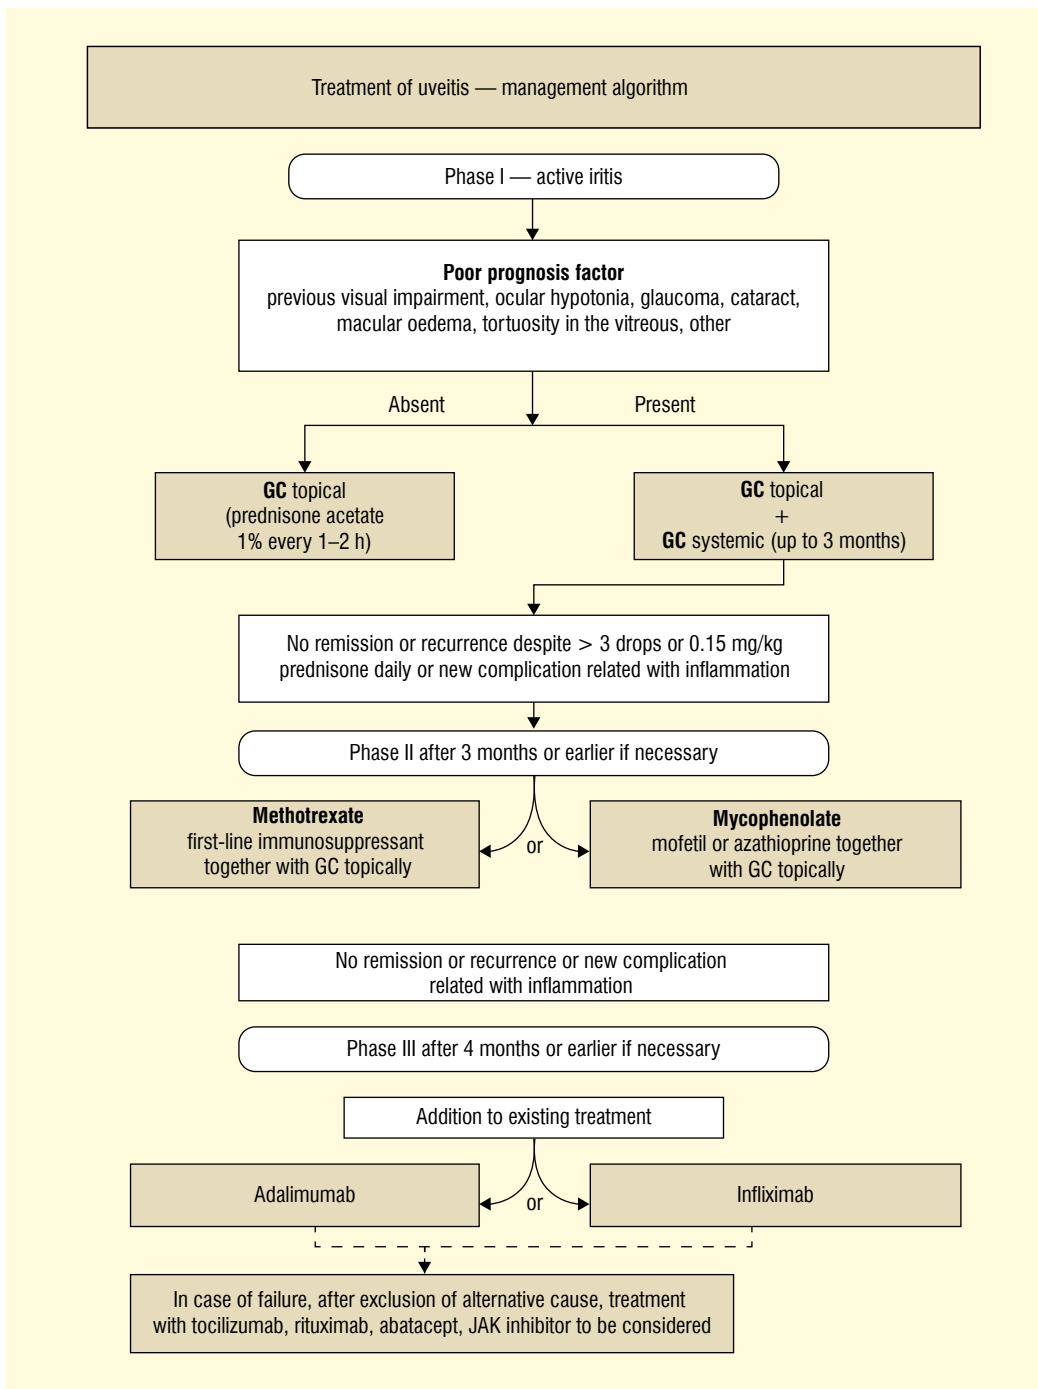 Treatment of uveitis — management algorithm
Phase I — active iritis
Poor prognosis factor
previous visual impairment, ocular hypotonia, glaucoma, cataract,
macular oedema, tortuosity in the vitreous, other
Absent
Present
GC topical
(prednisone acetate
1% every 1–2 h)
GC topical
+
GC systemic (up to 3 months)
No remission or recurrence despite > 3 drops or 0.15 mg/kg
prednisone daily or new complication related with inflammation
Phase II after 3 months or earlier if necessary
Methotrexate
first-line immunosuppressant
together with GC topically
or
Mycophenolate
mofetil or azathioprine together
with GC topically
No remission or recurrence or new complication
related with inflammation
Phase III after 4 months or earlier if necessary
Addition to existing treatment
Adalimumab
or
Infliximab
In case of failure, after exclusion of alternative cause, treatment
with tocilizumab, rituximab, abatacept, JAK inhibitor to be considered